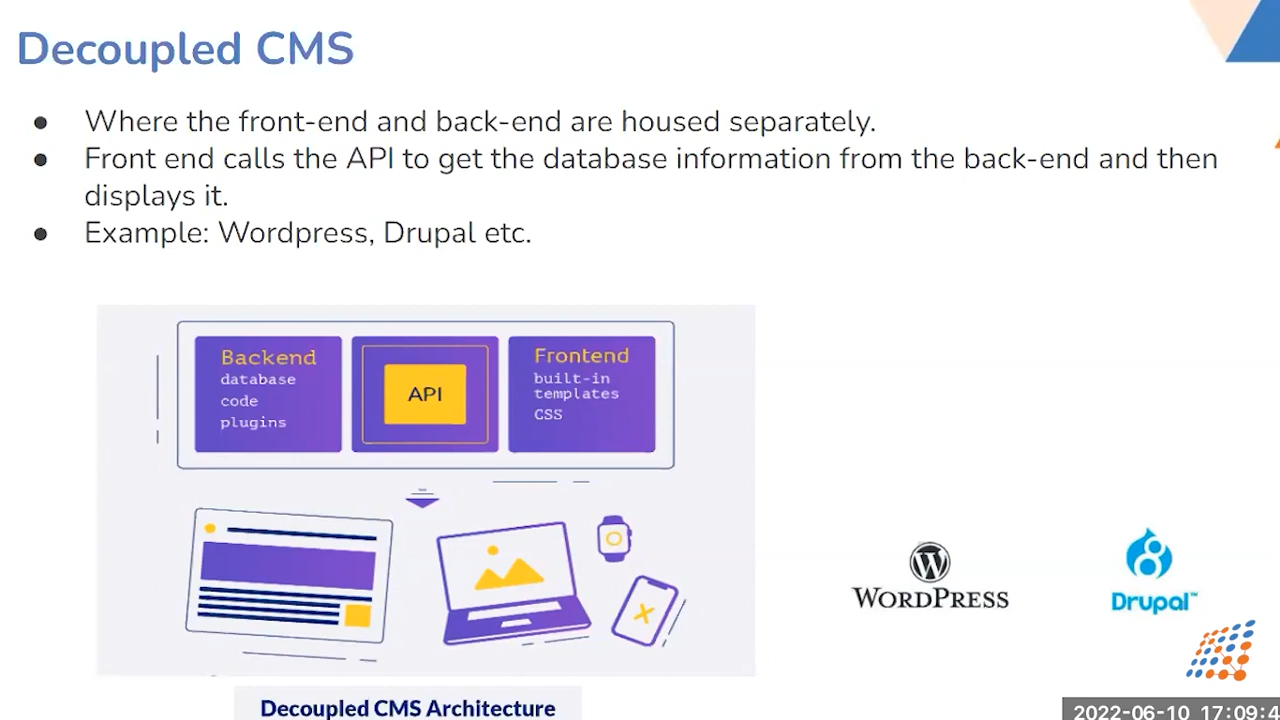 Decoupled CMS
● Where the front-end and back-end are housed separately.
● Front end calls the API to get the database information from the back-end and then
displays it.
● Example: Wordpress, Drupal etc.
Backend
database
code
plugins
API
Frontend
built-in
templates
CSS
WORDPRESS
Drupal™
Decoupled CMS Architecture
2022-06-10 17:09:4